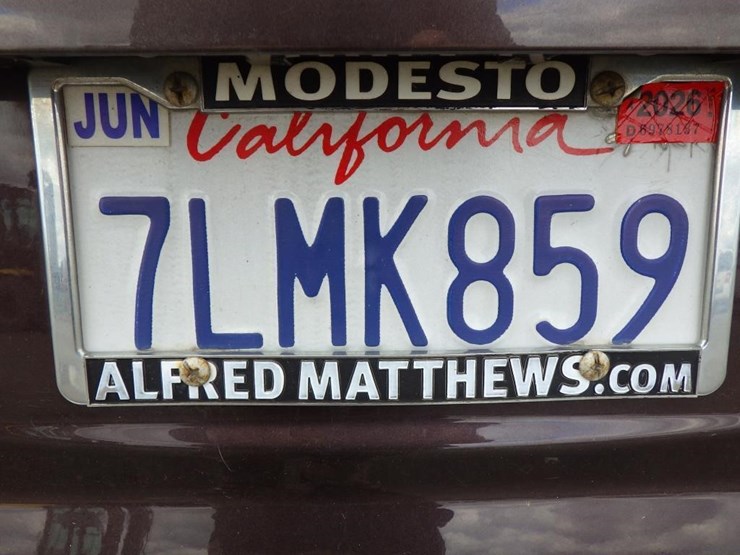 MODESTO
JUN California 2026
7LMK859
ALFRED MATTHEWS.COM